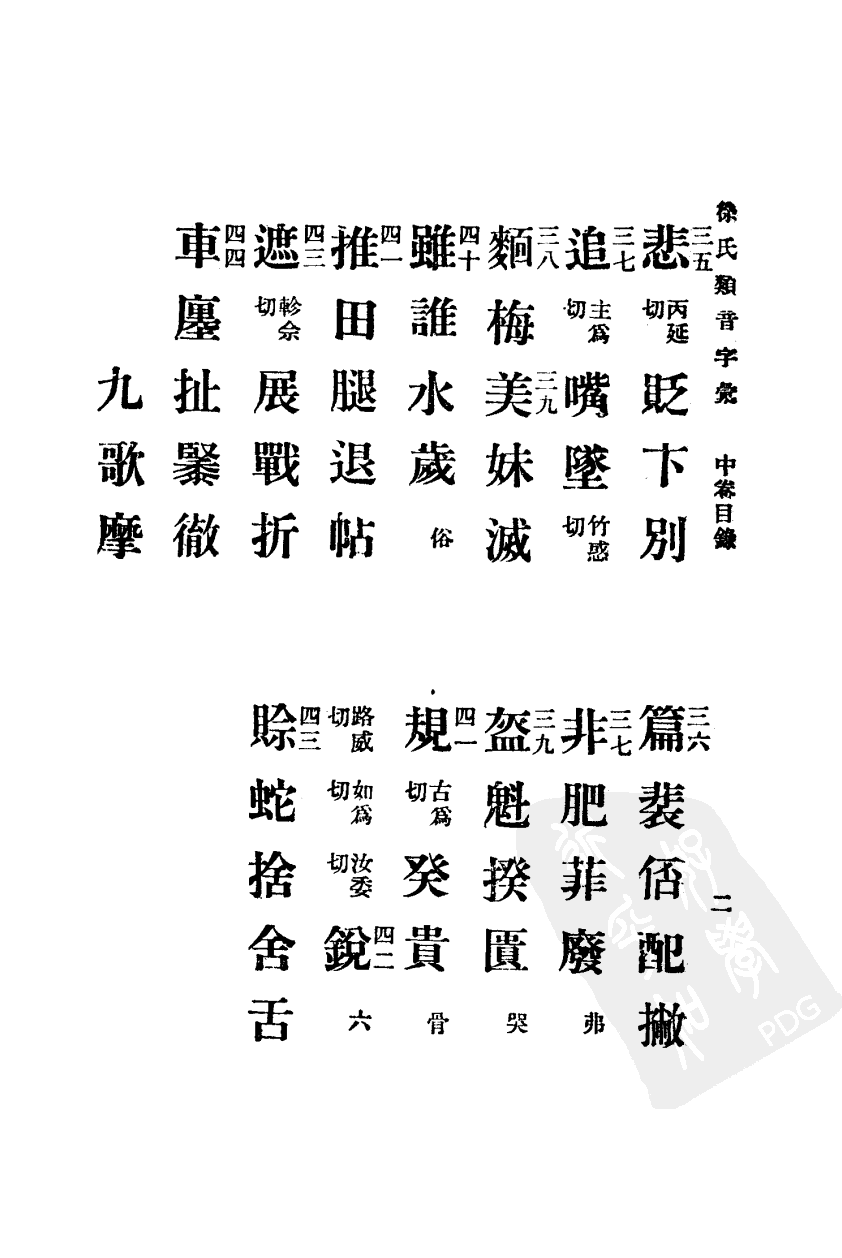 徐氏類音字彙　中卷目錄　二
三五悲丙延切貶卞別
三六篇裴俖配撇
三七追主爲切嘴墜竹惑切
三七非肥菲廢弗
三八麵梅三九美妹滅
三九盔魁揆匱哭
四十雖誰水歲俗
四一規古爲切癸貴骨
四一推田腿退帖
路威切如爲切汝委切四二銳六
四三遮軫佘切展戰折
四三賒蛇捨舍舌
四四車扯徹
九歌摩